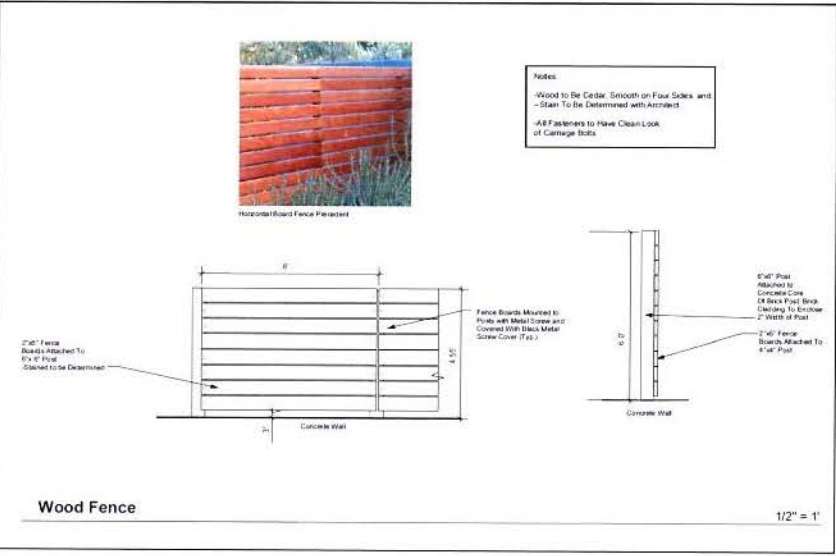 Notes:
-Wood to Be Cedar, Smooth on Four Sides and
-Stain To Be Determined with Architect
-All Fasteners to Have Clean Look
of Carriage Bolts
Horizontal Board Fence Precedent
8'
2"x6" Fence
Boards Attached To
6"x 6" Post
-Stained to be Determined
Fence Boards Mounted to
Posts with Metal Screw and
Covered With Black Metal
Screw Cover (Typ.)
3"
Concrete Wall
6"x6" Post
Attached to
Concrete Core
Of Brick Post Brick
Cladding To Enclose
2" Width of Post
2"x6" Fence
Boards Attached To
4"x4" Post
Concrete Wall
Wood Fence
1/2" = 1'